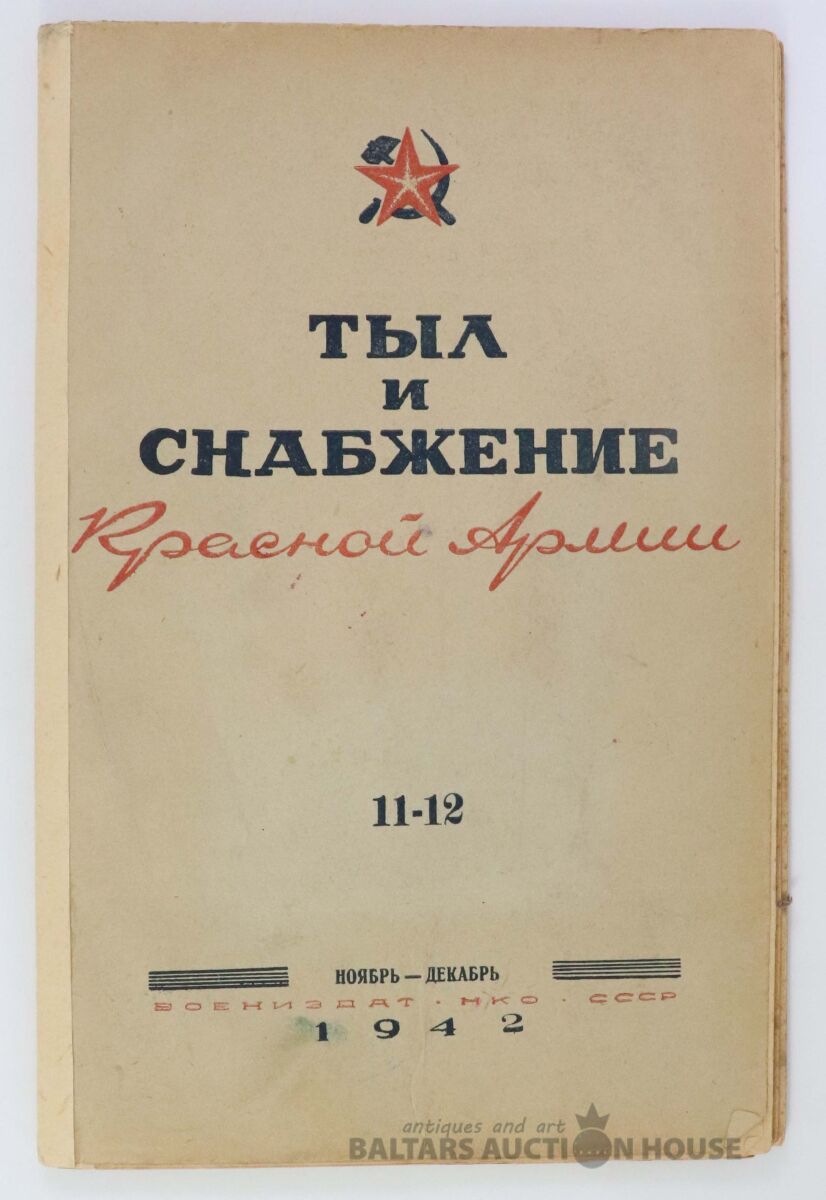 ТЫЛ
И
СНАБЖЕНИЕ
Красной Армии
11-12
НОЯБРЬ — ДЕКАБРЬ
ВОЕНИЗДАТ · НКО · СССР
1942
antiques and art
BALTARS AUCTION HOUSE